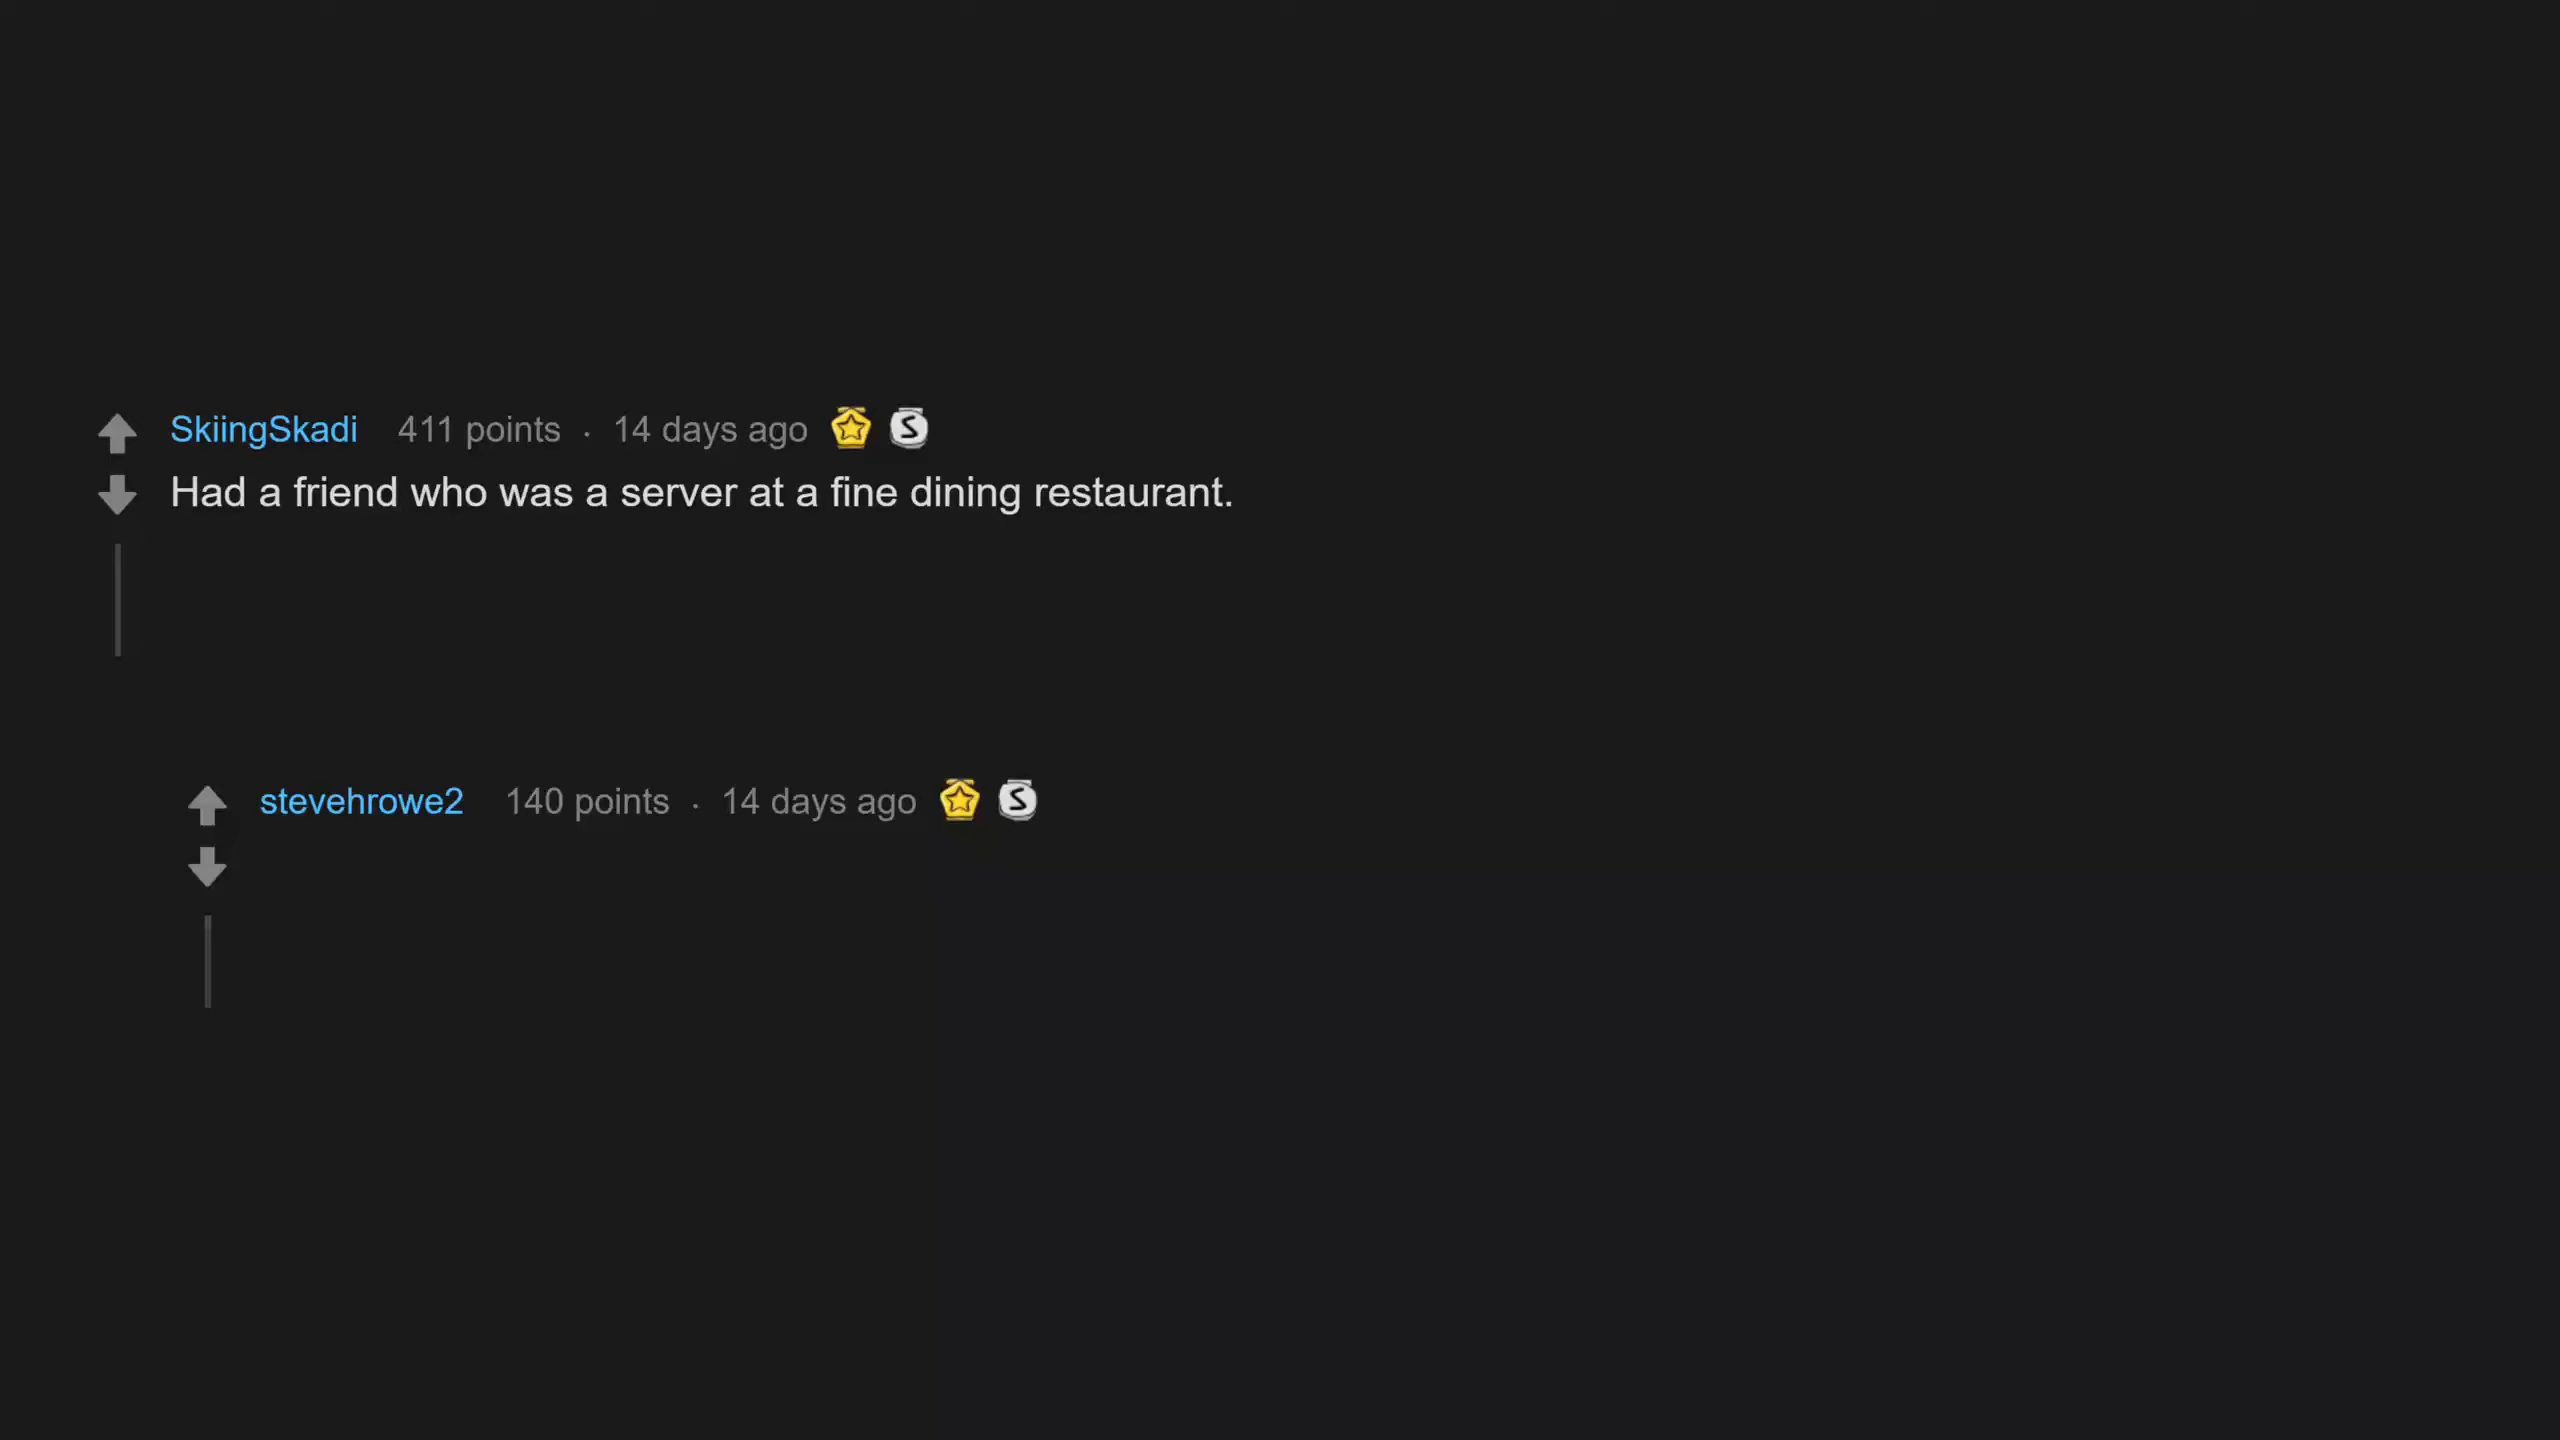 SkiingSkadi 411 points · 14 days ago S
Had a friend who was a server at a fine dining restaurant.
stevehrowe2 140 points · 14 days ago S